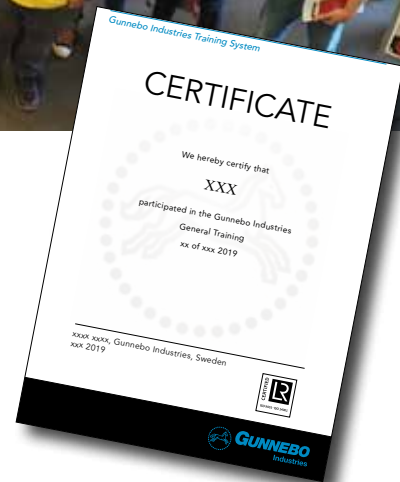 Gunnebo Industries Training System
CERTIFICATE
We hereby certify that
XXX
participated in the Gunnebo Industries
General Training
xx of xxx 2019
xxxx xxxx, Gunnebo Industries, Sweden
xxx 2019
CERTIFIED
LR
GUNNEBO
Industries